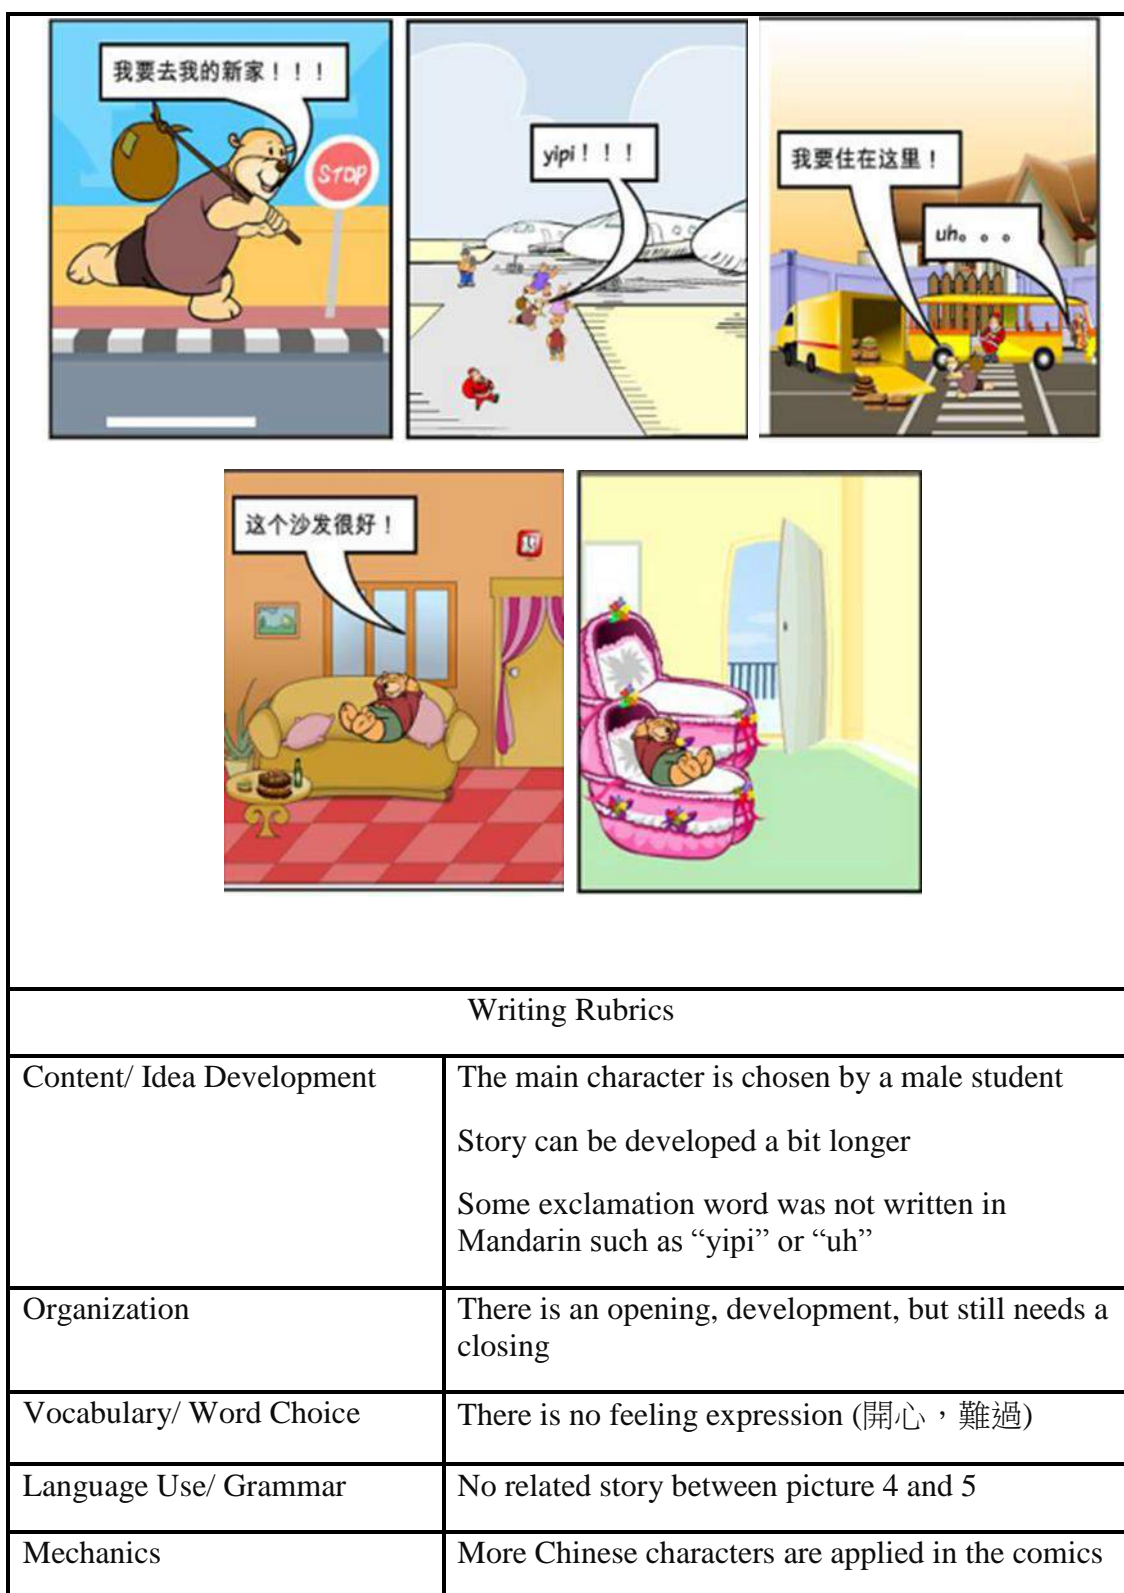 我要去我的新家！！！
STOP
yipi！！！
我要住在这里！
uh。。。
这个沙发很好！
Writing Rubrics
Content/ Idea Development
The main character is chosen by a male student
Story can be developed a bit longer
Some exclamation word was not written in
Mandarin such as “yipi” or “uh”
Organization
There is an opening, development, but still needs a
closing
Vocabulary/ Word Choice
There is no feeling expression (開心，難過)
Language Use/ Grammar
No related story between picture 4 and 5
Mechanics
More Chinese characters are applied in the comics